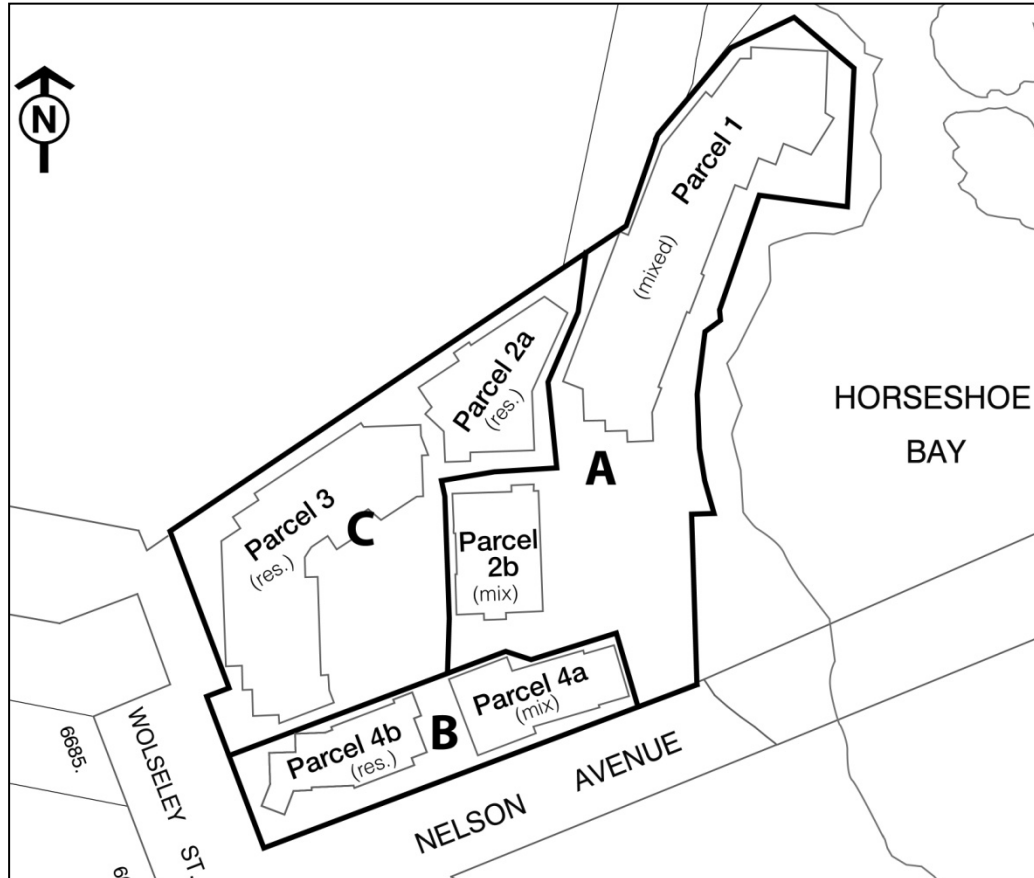 N
Parcel 1
(mixed)
Parcel 2a
(res.)
HORSESHOE
BAY
A
Parcel 3
(res.)
C
Parcel
2b
(mix)
Parcel 4a
(mix)
B
Parcel 4b
(res.)
WOLSELEY ST.
NELSON AVENUE
6685.